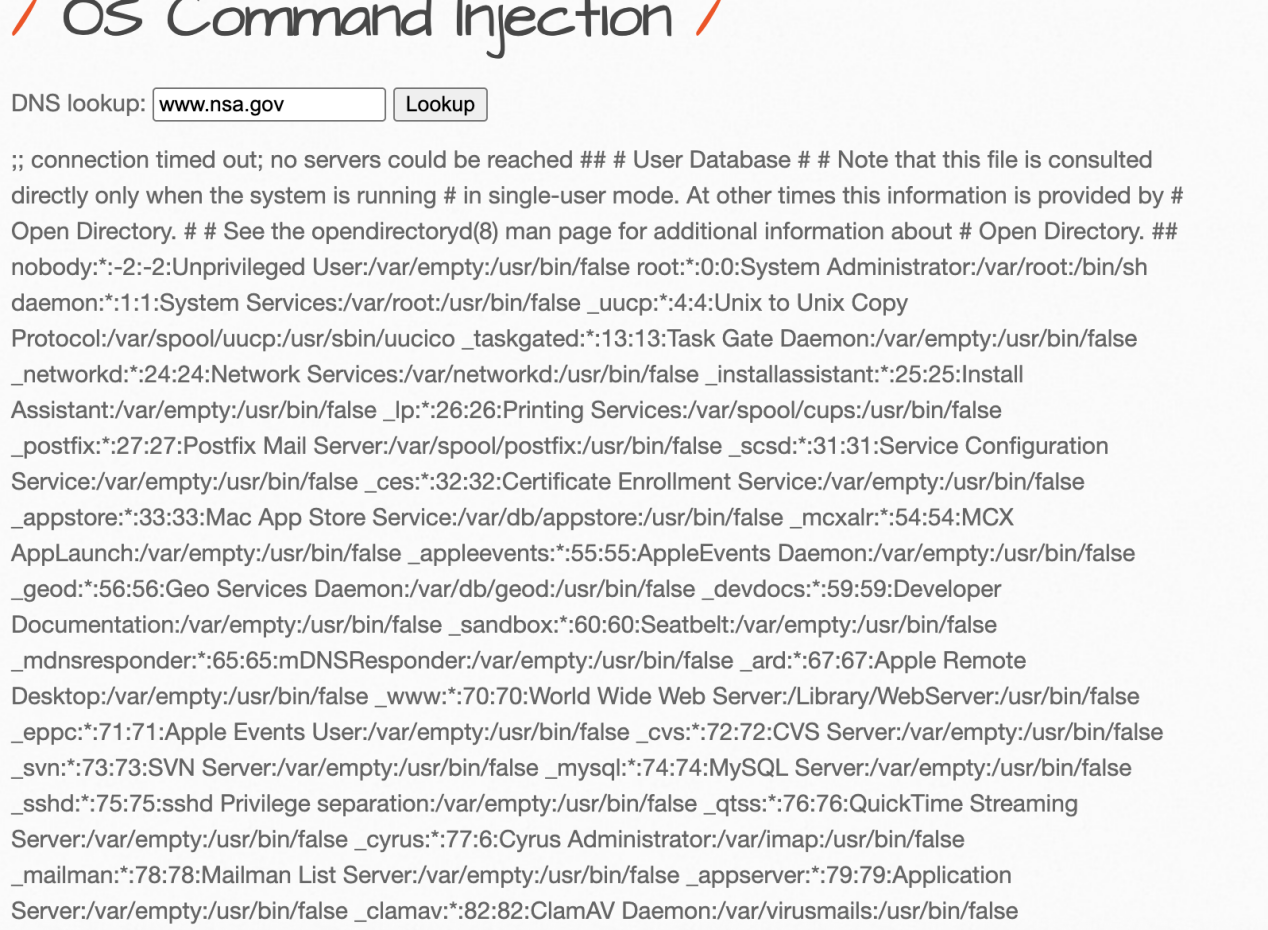 / OS Command Injection /
DNS lookup: www.nsa.gov Lookup
;; connection timed out; no servers could be reached ## # User Database # # Note that this file is consulted
directly only when the system is running # in single-user mode. At other times this information is provided by #
Open Directory. # # See the opendirectoryd(8) man page for additional information about # Open Directory. ##
nobody:*:-2:-2:Unprivileged User:/var/empty:/usr/bin/false root:*:0:0:System Administrator:/var/root:/bin/sh
daemon:*:1:1:System Services:/var/root:/usr/bin/false _uucp:*:4:4:Unix to Unix Copy
Protocol:/var/spool/uucp:/usr/sbin/uucico _taskgated:*:13:13:Task Gate Daemon:/var/empty:/usr/bin/false
_networkd:*:24:24:Network Services:/var/networkd:/usr/bin/false _installassistant:*:25:25:Install
Assistant:/var/empty:/usr/bin/false _lp:*:26:26:Printing Services:/var/spool/cups:/usr/bin/false
_postfix:*:27:27:Postfix Mail Server:/var/spool/postfix:/usr/bin/false _scsd:*:31:31:Service Configuration
Service:/var/empty:/usr/bin/false _ces:*:32:32:Certificate Enrollment Service:/var/empty:/usr/bin/false
_appstore:*:33:33:Mac App Store Service:/var/db/appstore:/usr/bin/false _mcxalr:*:54:54:MCX
AppLaunch:/var/empty:/usr/bin/false _appleevents:*:55:55:AppleEvents Daemon:/var/empty:/usr/bin/false
_geod:*:56:56:Geo Services Daemon:/var/db/geod:/usr/bin/false _devdocs:*:59:59:Developer
Documentation:/var/empty:/usr/bin/false _sandbox:*:60:60:Seatbelt:/var/empty:/usr/bin/false
_mdnsresponder:*:65:65:mDNSResponder:/var/empty:/usr/bin/false _ard:*:67:67:Apple Remote
Desktop:/var/empty:/usr/bin/false _www:*:70:70:World Wide Web Server:/Library/WebServer:/usr/bin/false
_eppc:*:71:71:Apple Events User:/var/empty:/usr/bin/false _cvs:*:72:72:CVS Server:/var/empty:/usr/bin/false
_svn:*:73:73:SVN Server:/var/empty:/usr/bin/false _mysql:*:74:74:MySQL Server:/var/empty:/usr/bin/false
_sshd:*:75:75:sshd Privilege separation:/var/empty:/usr/bin/false _qtss:*:76:76:QuickTime Streaming
Server:/var/empty:/usr/bin/false _cyrus:*:77:6:Cyrus Administrator:/var/imap:/usr/bin/false
_mailman:*:78:78:Mailman List Server:/var/empty:/usr/bin/false _appserver:*:79:79:Application
Server:/var/empty:/usr/bin/false _clamav:*:82:82:ClamAV Daemon:/var/virusmails:/usr/bin/false